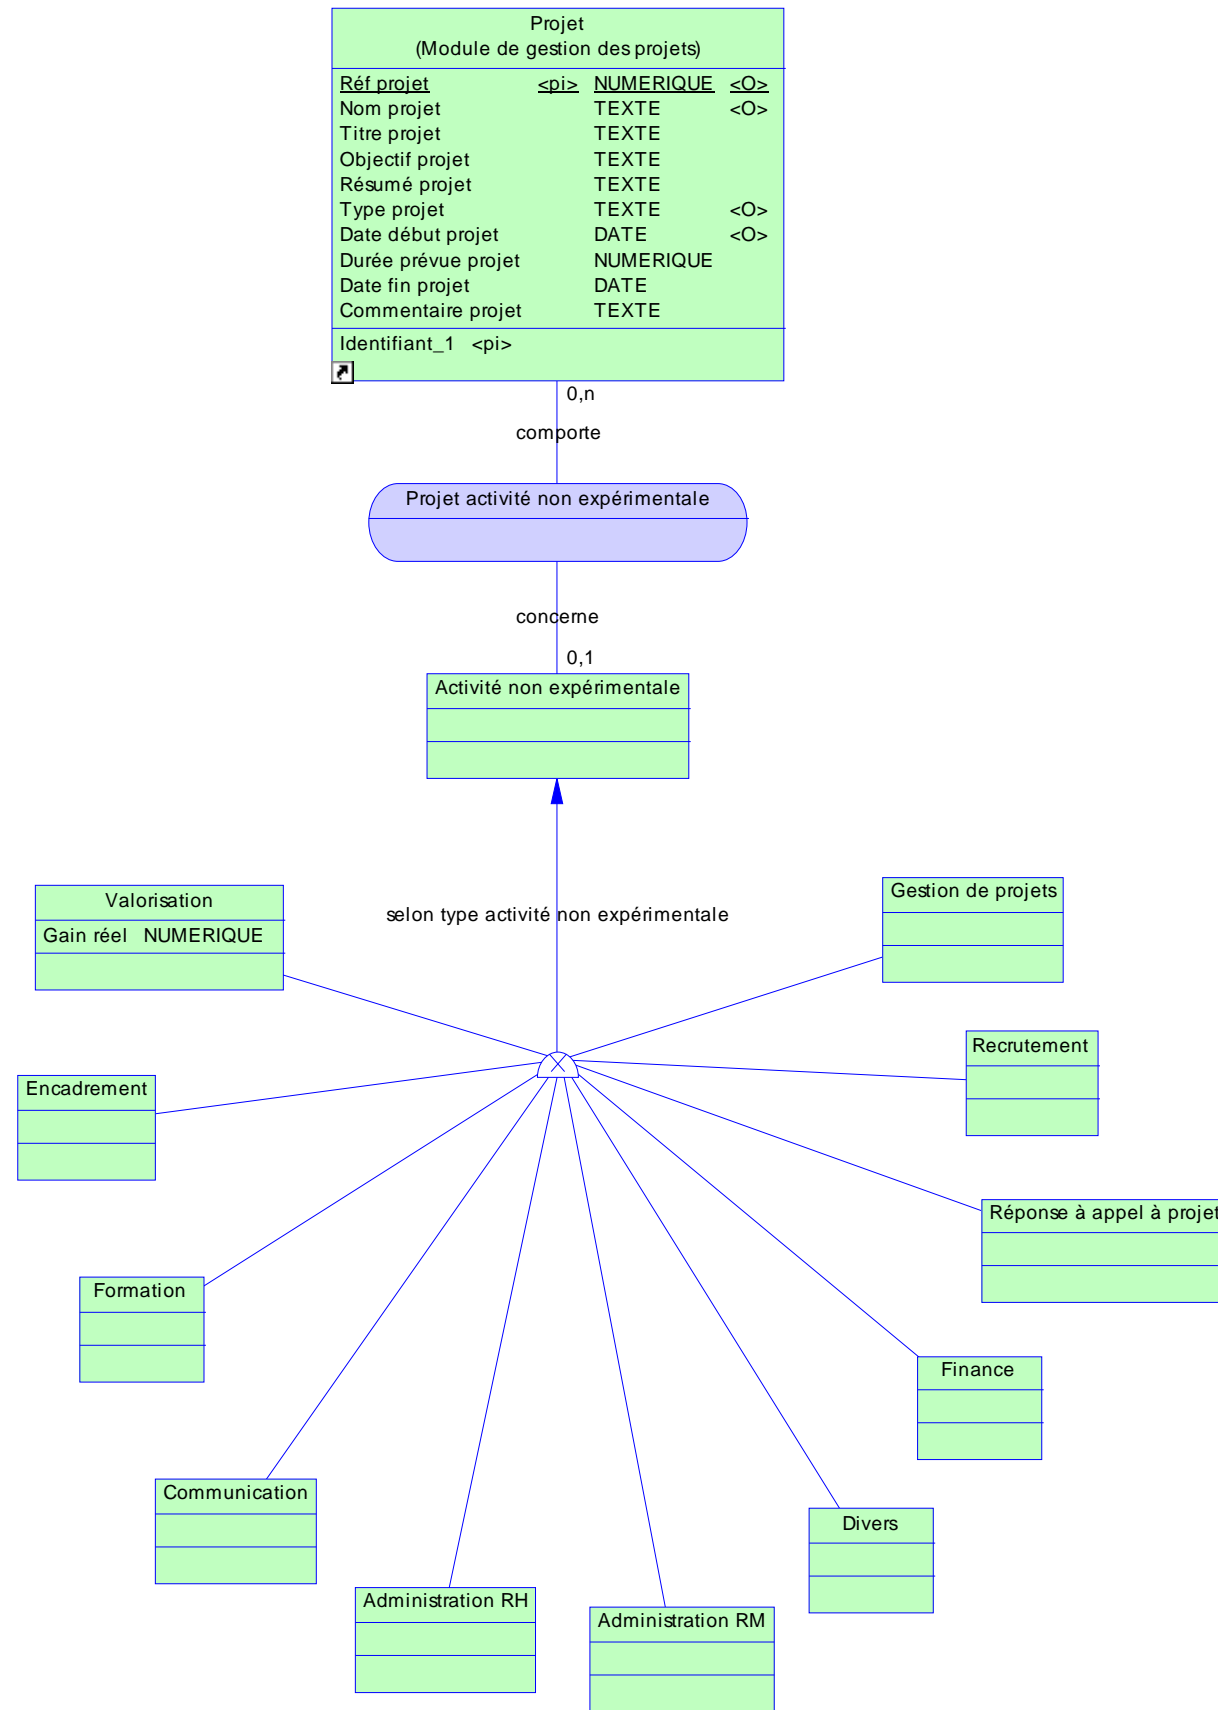 Projet
(Module de gestion des projets)
Réf projet <pi> NUMERIQUE <O>
Nom projet TEXTE <O>
Titre projet TEXTE
Objectif projet TEXTE
Résumé projet TEXTE
Type projet TEXTE <O>
Date début projet DATE <O>
Durée prévue projet NUMERIQUE
Date fin projet DATE
Commentaire projet TEXTE
Identifiant_1 <pi>
0,n
comporte
Projet activité non expérimentale
concerne
0,1
Activité non expérimentale
selon type activité non expérimentale
Valorisation
Gain réel NUMERIQUE
Gestion de projets
Recrutement
Encadrement
Réponse à appel à projet
Formation
Finance
Communication
Divers
Administration RH
Administration RM